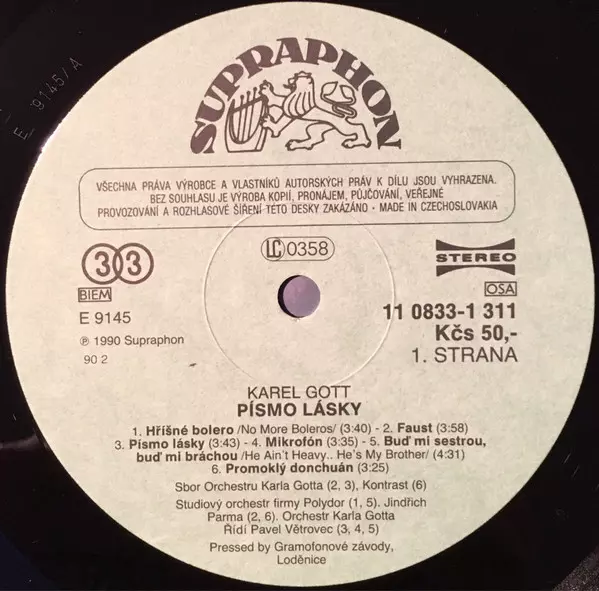 E 9145/A
SUPRAPHON
VŠECHNA PRÁVA VÝROBCE A VLASTNÍKŮ AUTORSKÝCH PRÁV K DÍLU JSOU VYHRAZENA.
BEZ SOUHLASU JE VÝROBA KOPIÍ, PRONÁJEM, PŮJČOVÁNÍ, VEŘEJNÉ
PROVOZOVÁNÍ A ROZHLASOVÉ ŠÍŘENÍ TÉTO DESKY ZAKÁZÁNO • MADE IN CZECHOSLOVAKIA
33
LC 0358
STEREO
BIEM
OSA
E 9145
11 0833-1 311
Kčs 50,-
℗ 1990 Supraphon
90 2
1. STRANA
KAREL GOTT
PÍSMO LÁSKY
1. Hříšné bolero /No More Boleros/ (3:40) - 2. Faust (3:58)
3. Písmo lásky (3:43) - 4. Mikrofón (3:35) - 5. Buď mi sestrou,
buď mi bráchou /He Ain't Heavy.. He's My Brother/ (4:31)
6. Promoklý donchuán (3:25)
Sbor Orchestru Karla Gotta (2, 3), Kontrast (6)
Studiový orchestr firmy Polydor (1, 5). Jindřich
Parma (2, 6). Orchestr Karla Gotta
Řídí Pavel Větrovec (3, 4, 5)
Pressed by Gramofonové závody,
Loděnice